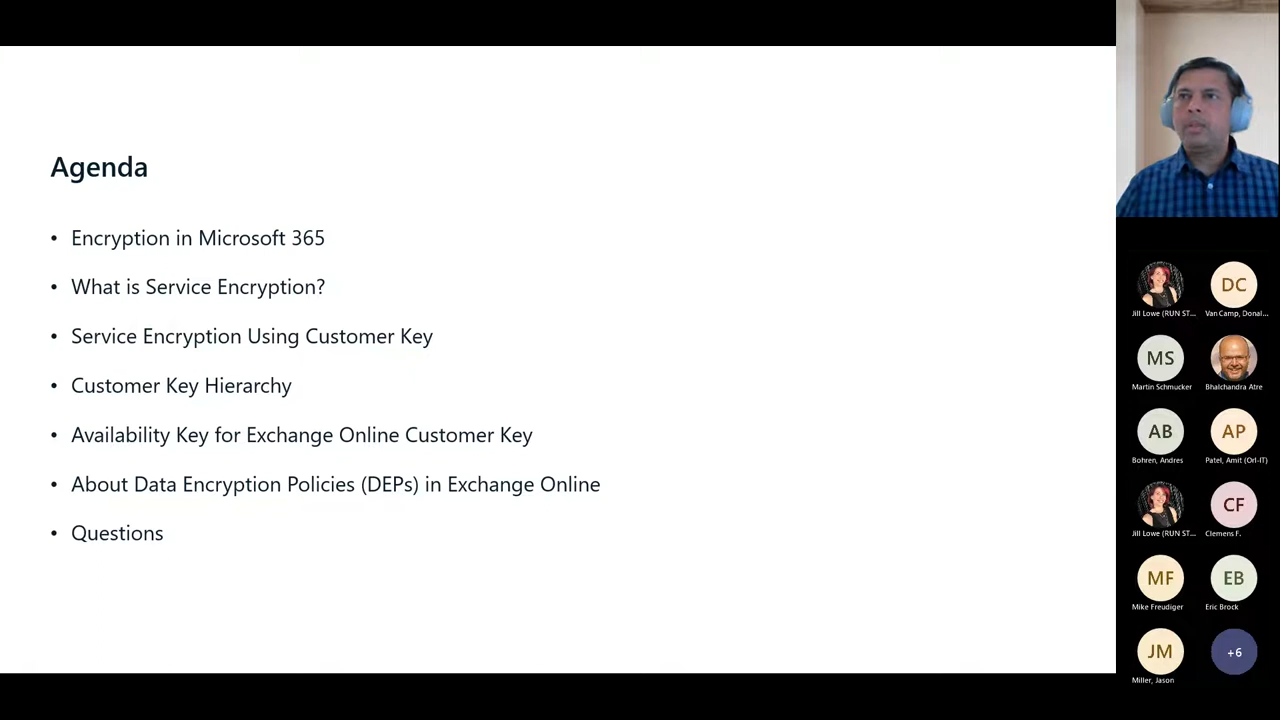 Agenda
• Encryption in Microsoft 365
• What is Service Encryption?
• Service Encryption Using Customer Key
• Customer Key Hierarchy
• Availability Key for Exchange Online Customer Key
• About Data Encryption Policies (DEPs) in Exchange Online
• Questions
Jill Lowe (RUN ST...
DC
Van Camp, Donal...
MS
Martin Schmucker
Bhalchandra Atre
AB
Bohren, Andres
AP
Patel, Amit (Orl-IT)
Jill Lowe (RUN ST...
CF
Clemens F.
MF
Mike Freudiger
EB
Eric Brock
JM
Miller, Jason
+6